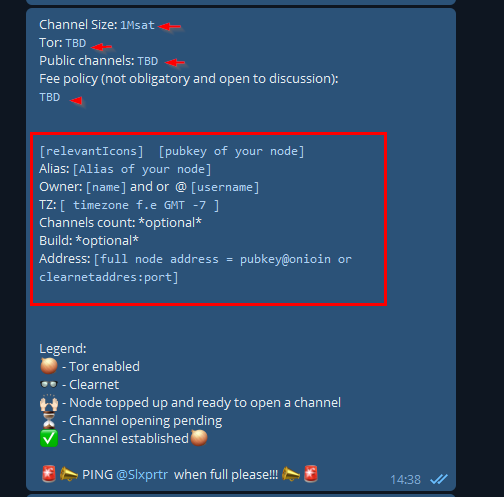 Channel Size: 1Msat
Tor: TBD
Public channels: TBD
Fee policy (not obligatory and open to discussion):
TBD
[relevantIcons] [pubkey of your node]
Alias: [Alias of your node]
Owner: [name] and or @ [username]
TZ: [ timezone f.e GMT -7 ]
Channels count: *optional*
Build: *optional*
Address: [full node address = pubkey@onioin or
clearnetaddres:port]
Legend:
- Tor enabled
- Clearnet
- Node topped up and ready to open a channel
- Channel opening pending
- Channel established
PING @Slxprtr when full please!!!
14:38